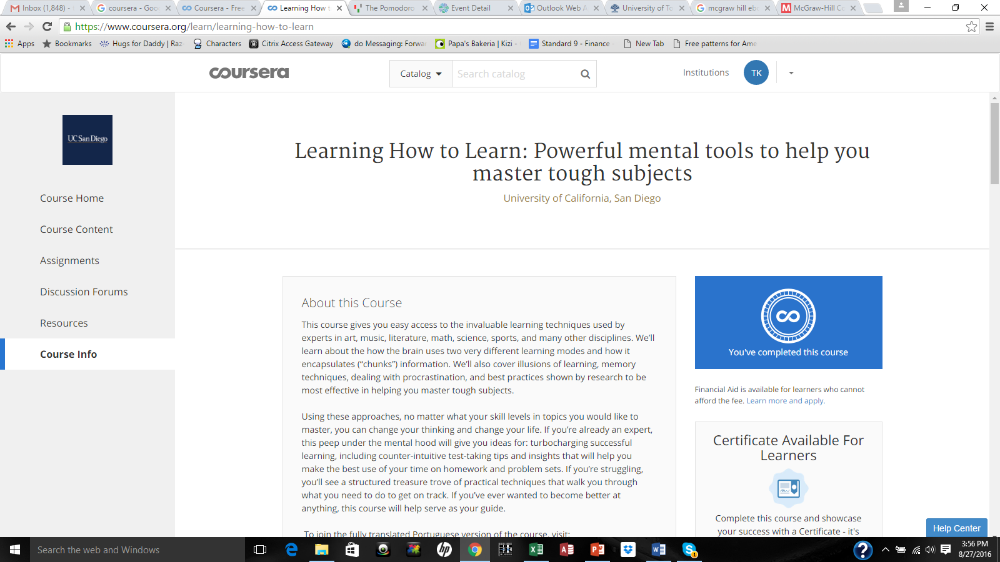 Inbox (1,848) -
coursera - Goo
Coursera - Free
Learning How t
The Pomodoro
Event Detail
Outlook Web A
University of To
mcgraw hill ebo
McGraw-Hill Co
https://www.coursera.org/learn/learning-how-to-learn
Apps
Bookmarks
Hugs for Daddy | Raz-
Characters
Citrix Access Gateway
do Messaging: Forwa
Papa's Bakeria | Kizi -
Standard 9 - Finance
New Tab
Free patterns for Ame
coursera
Catalog
Search catalog
Institutions
TK
UC San Diego
Course Home
Course Content
Assignments
Discussion Forums
Resources
Course Info
Learning How to Learn: Powerful mental tools to help you
master tough subjects
University of California, San Diego
About this Course
This course gives you easy access to the invaluable learning techniques used by
experts in art, music, literature, math, science, sports, and many other disciplines. We’ll
learn about the how the brain uses two very different learning modes and how it
encapsulates (“chunks”) information. We’ll also cover illusions of learning, memory
techniques, dealing with procrastination, and best practices shown by research to be
most effective in helping you master tough subjects.
Using these approaches, no matter what your skill levels in topics you would like to
master, you can change your thinking and change your life. If you’re already an expert,
this peep under the mental hood will give you ideas for: turbocharging successful
learning, including counter-intuitive test-taking tips and insights that will help you
make the best use of your time on homework and problem sets. If you’re struggling,
you’ll see a structured treasure trove of practical techniques that walk you through
what you need to do to get on track. If you’ve ever wanted to become better at
anything, this course will help serve as your guide.
To join the fully translated Portuguese version of the course, visit:
You've completed this course
Financial Aid is available for learners who cannot
afford the fee. Learn more and apply.
Certificate Available For
Learners
Complete this course and showcase
your success with a Certificate - it's
Help Center
Search the web and Windows
hp
1
3:56 PM
8/27/2016